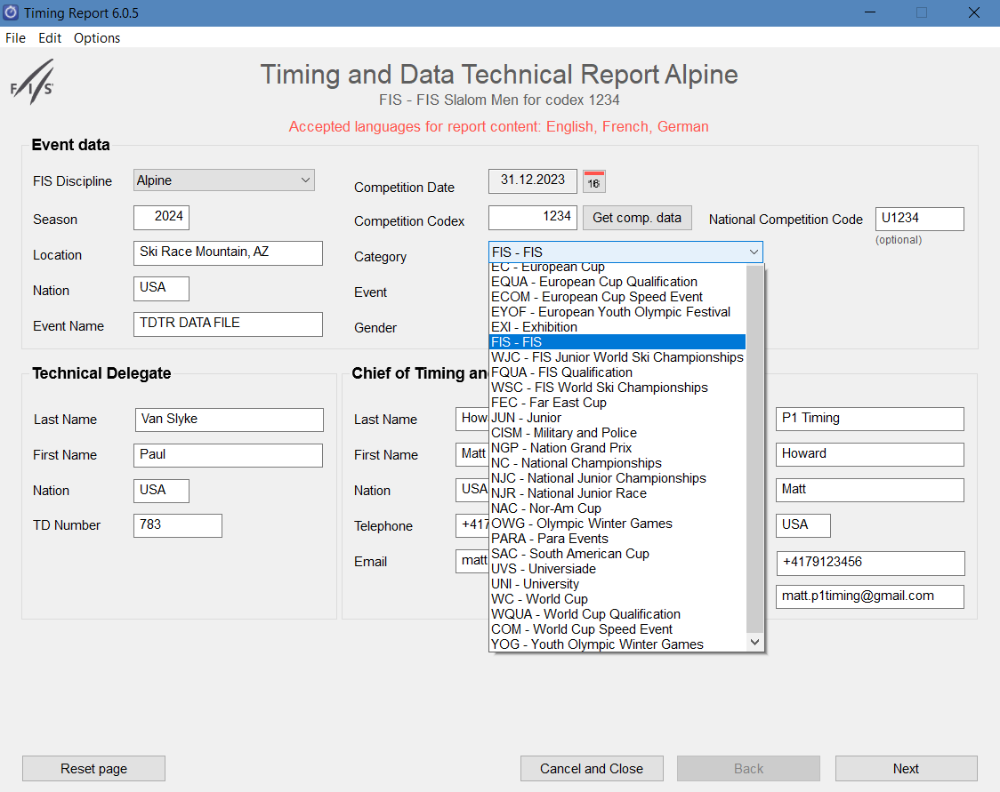 Timing Report 6.0.5
File Edit Options
FIS
Timing and Data Technical Report Alpine
FIS - FIS Slalom Men for codex 1234
Accepted languages for report content: English, French, German
Event data
FIS Discipline Alpine
Competition Date 31.12.2023 16
Season 2024
Competition Codex 1234 Get comp. data National Competition Code U1234
(optional)
Location Ski Race Mountain, AZ
Category FIS - FIS
Nation USA
Event
Event Name TDTR DATA FILE
Gender
EC - European Cup
EQUA - European Cup Qualification
ECOM - European Cup Speed Event
EYOF - European Youth Olympic Festival
EXI - Exhibition
FIS - FIS
WJC - FIS Junior World Ski Championships
FQUA - FIS Qualification
WSC - FIS World Ski Championships
FEC - Far East Cup
JUN - Junior
CISM - Military and Police
NGP - Nation Grand Prix
NC - National Championships
NJC - National Junior Championships
NJR - National Junior Race
NAC - Nor-Am Cup
OWG - Olympic Winter Games
PARA - Para Events
SAC - South American Cup
UVS - Universiade
UNI - University
WC - World Cup
WQUA - World Cup Qualification
COM - World Cup Speed Event
YOG - Youth Olympic Winter Games
Technical Delegate
Last Name Van Slyke
First Name Paul
Nation USA
TD Number 783
Chief of Timing an
Last Name How
First Name Matt
Nation USA
Telephone +417
Email matt
P1 Timing
Howard
Matt
USA
+4179123456
matt.p1timing@gmail.com
Reset page Cancel and Close Back Next